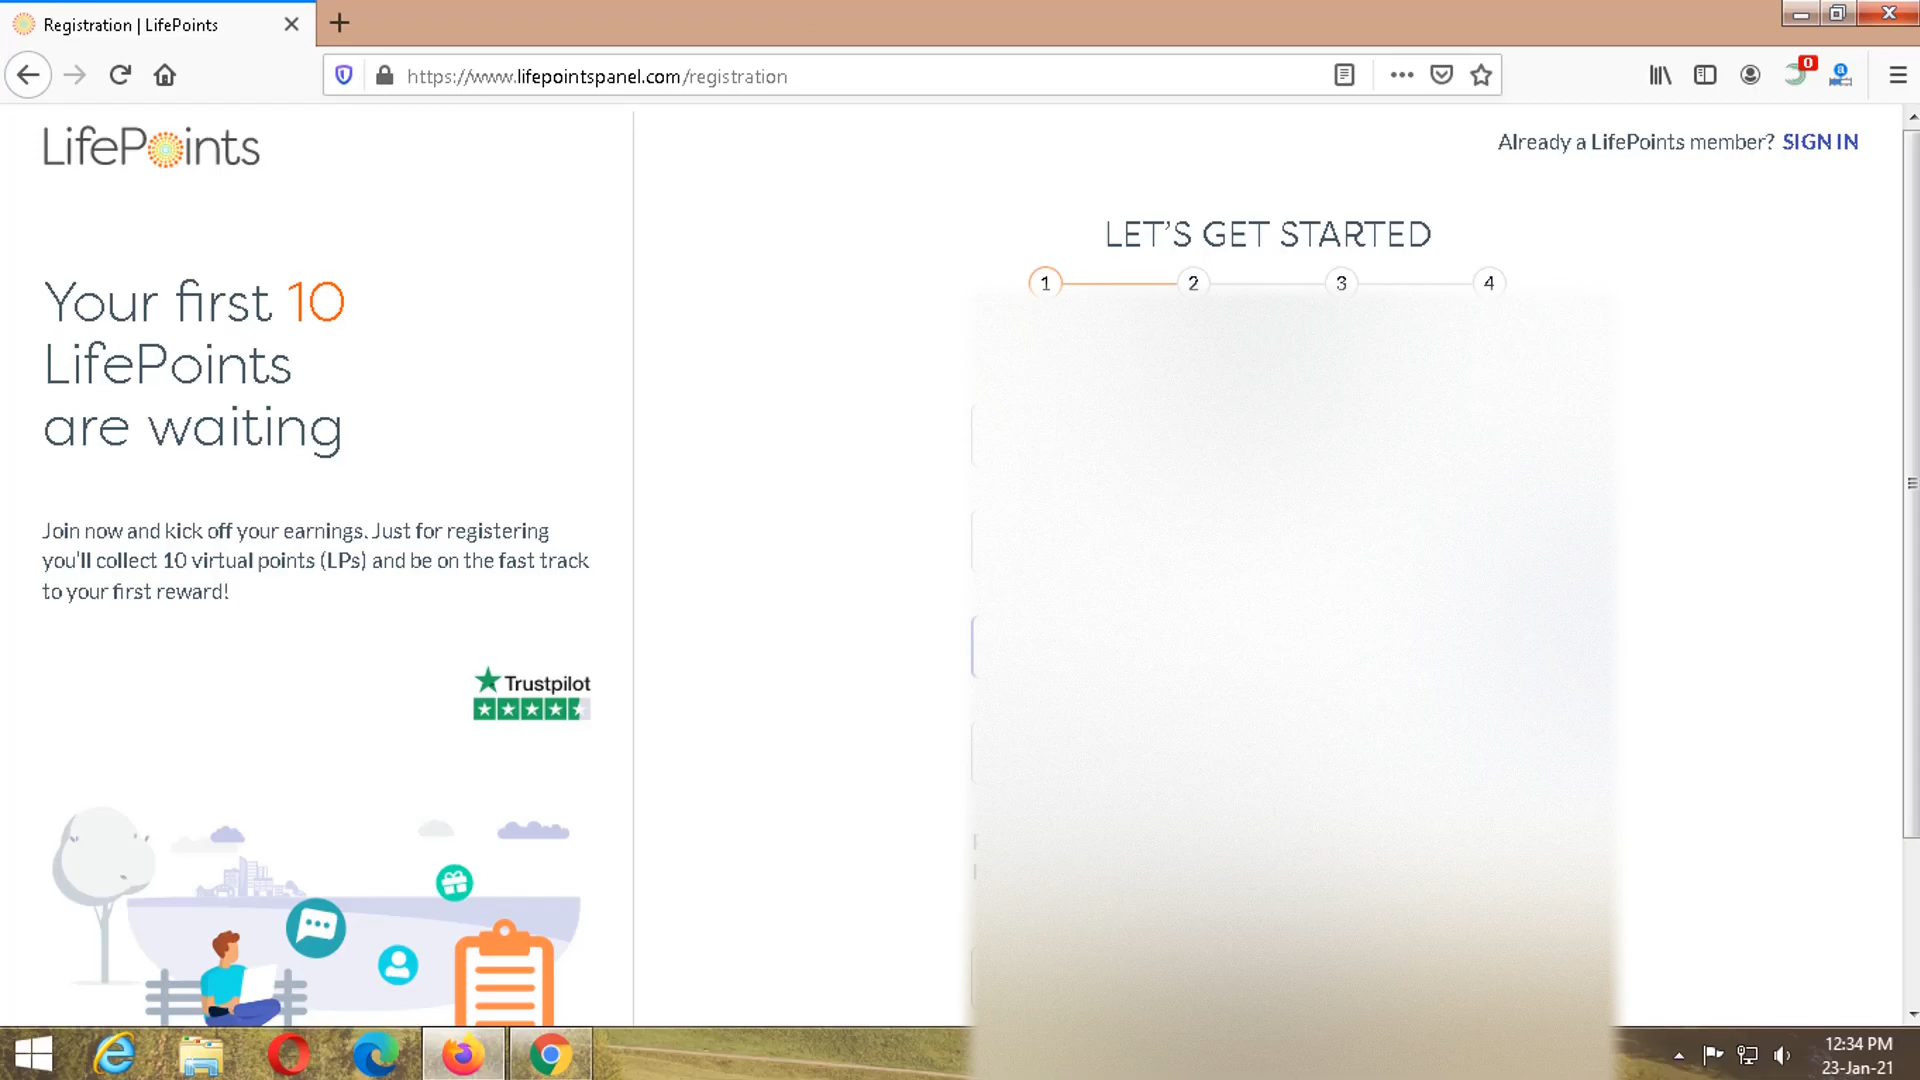 Registration | LifePoints
https://www.lifepointspanel.com/registration
0
a
LifePoints
Already a LifePoints member? SIGN IN
LET'S GET STARTED
1 2 3 4
Your first 10
LifePoints
are waiting
Join now and kick off your earnings. Just for registering
you'll collect 10 virtual points (LPs) and be on the fast track
to your first reward!
Trustpilot
12:34 PM
23-Jan-21